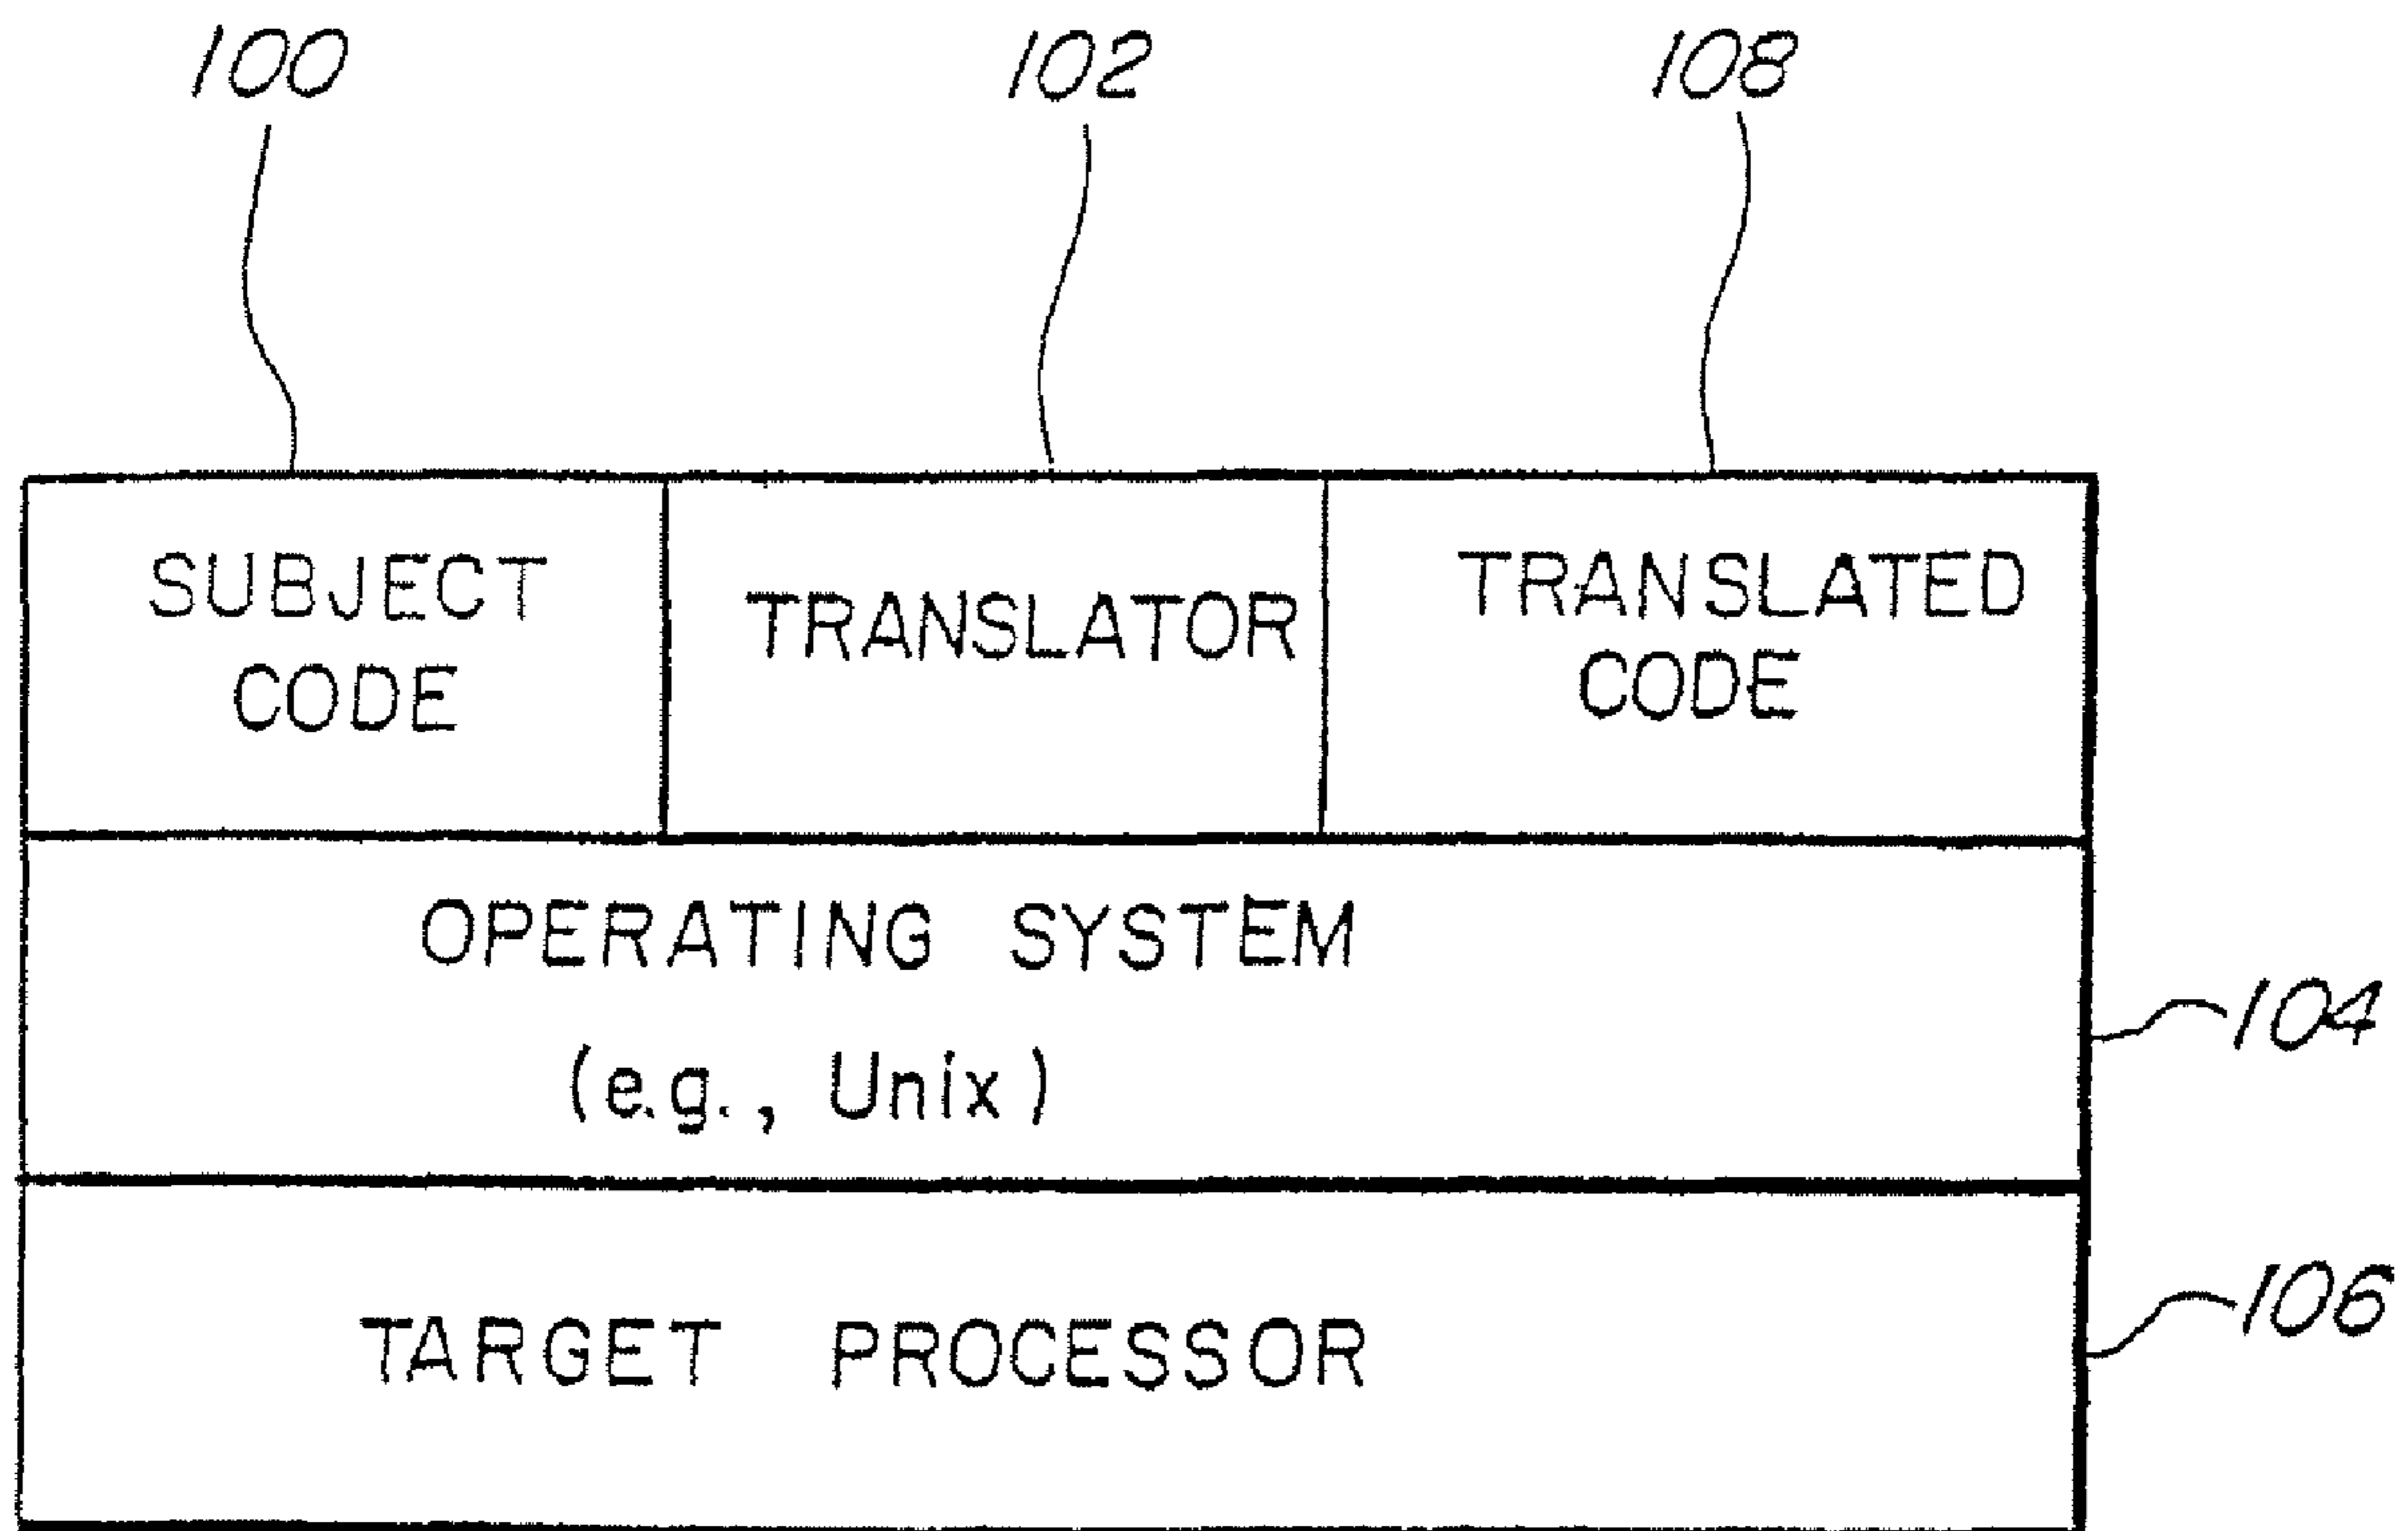 100
102
108
SUBJECT
CODE
TRANSLATOR
TRANSLATED
CODE
OPERATING SYSTEM
(e.g., Unix)
104
TARGET PROCESSOR
106